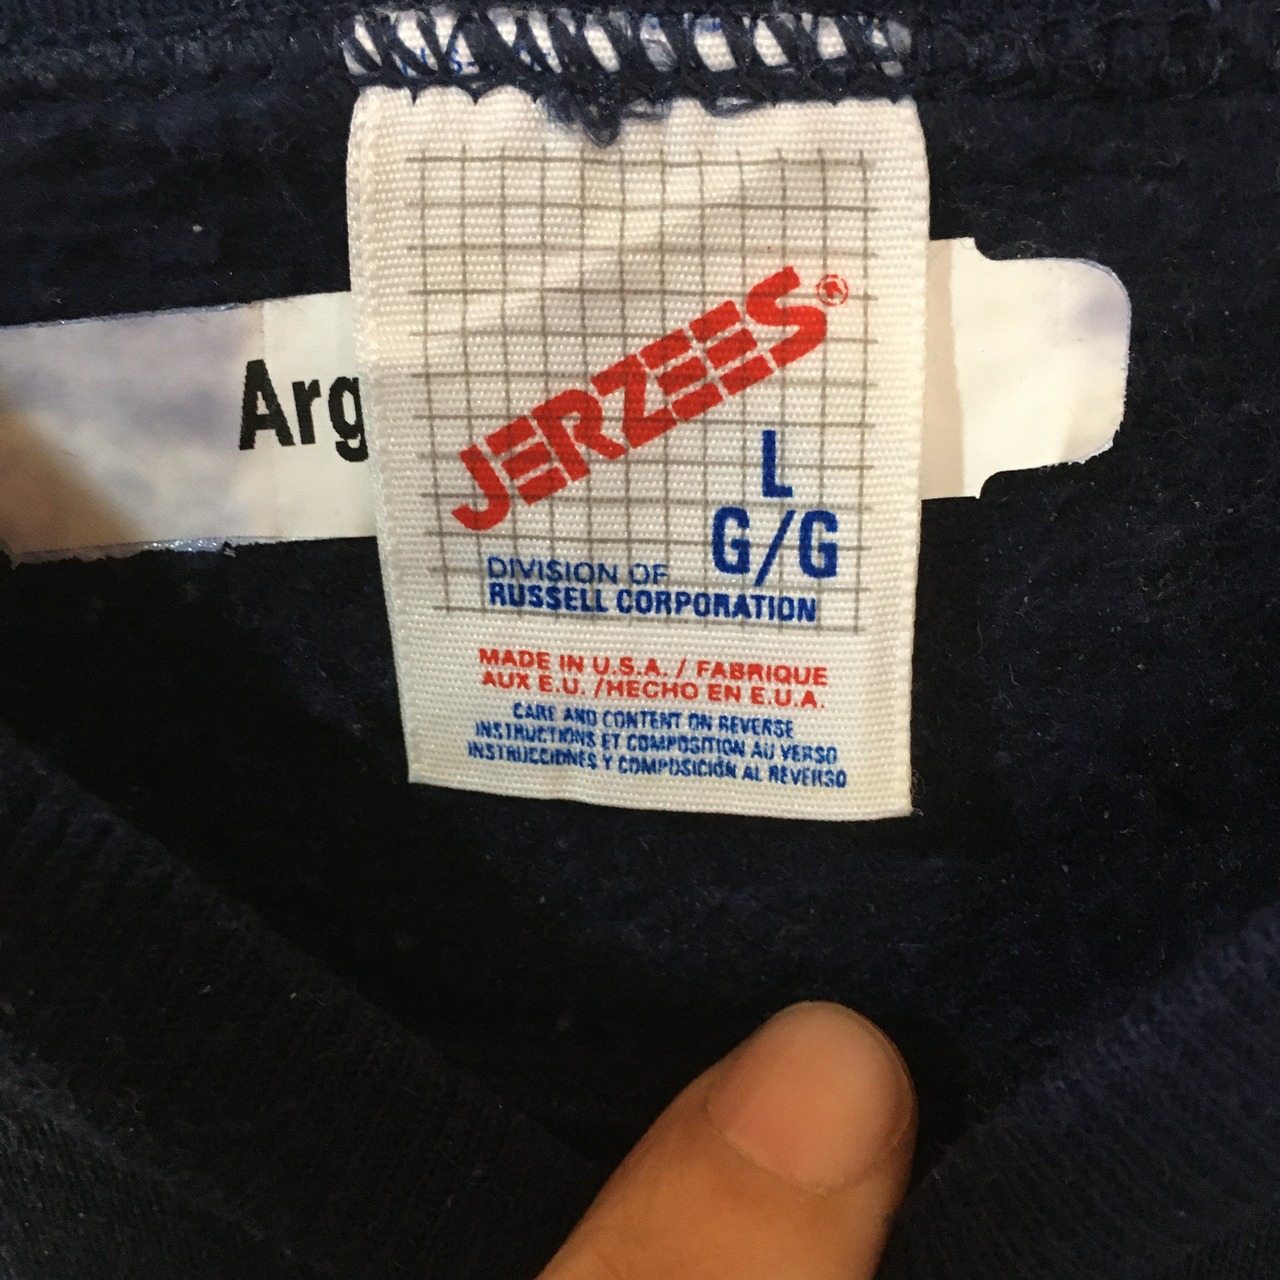 JERZEES®
Arg
L
G/G
DIVISION OF
RUSSELL CORPORATION
MADE IN U.S.A. / FABRIQUE
AUX E.U. /HECHO EN E.U.A.
CARE AND CONTENT ON REVERSE
INSTRUCTIONS ET COMPOSITION AU VERSO
INSTRUCCIONES Y COMPOSICIÓN AL REVERSO